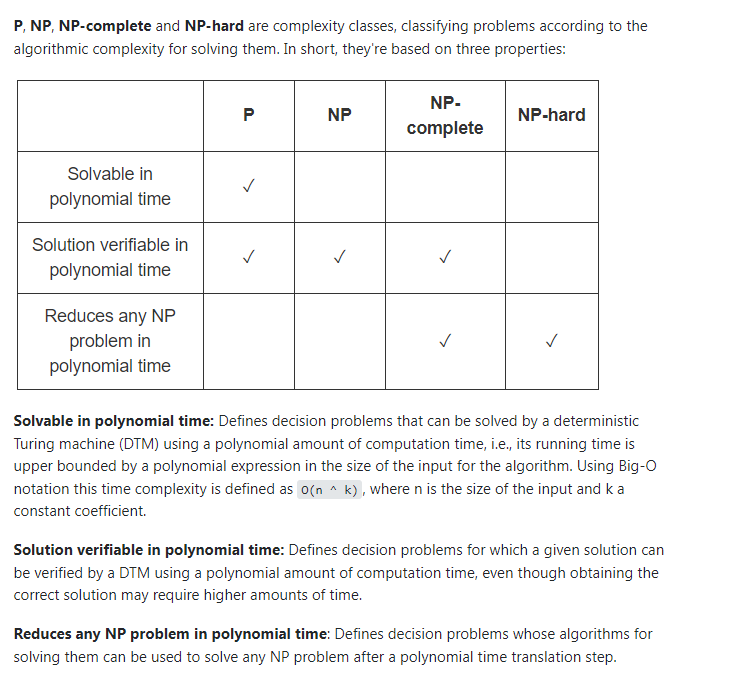 P, NP, NP-complete and NP-hard are complexity classes, classifying problems according to the
algorithmic complexity for solving them. In short, they're based on three properties:
P NP NP-
complete NP-hard
Solvable in
polynomial time ✓
Solution verifiable in
polynomial time ✓ ✓ ✓
Reduces any NP
problem in
polynomial time ✓ ✓
Solvable in polynomial time: Defines decision problems that can be solved by a deterministic
Turing machine (DTM) using a polynomial amount of computation time, i.e., its running time is
upper bounded by a polynomial expression in the size of the input for the algorithm. Using Big-O
notation this time complexity is defined as O(n ^ k), where n is the size of the input and k a
constant coefficient.
Solution verifiable in polynomial time: Defines decision problems for which a given solution can
be verified by a DTM using a polynomial amount of computation time, even though obtaining the
correct solution may require higher amounts of time.
Reduces any NP problem in polynomial time: Defines decision problems whose algorithms for
solving them can be used to solve any NP problem after a polynomial time translation step.